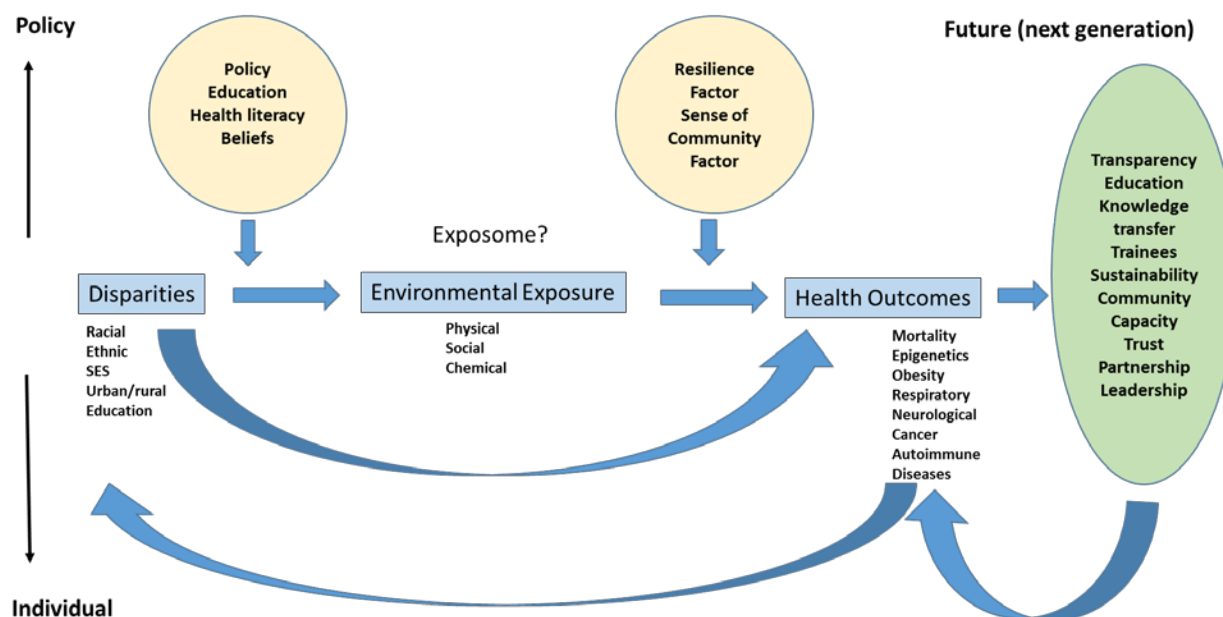 Policy
Future (next generation)
Policy
Education
Health literacy
Beliefs
Resilience
Factor
Sense of
Community
Factor
Exposome?
Disparities
Racial
Ethnic
SES
Urban/rural
Education
Environmental Exposure
Physical
Social
Chemical
Health Outcomes
Mortality
Epigenetics
Obesity
Respiratory
Neurological
Cancer
Autoimmune
Diseases
Transparency
Education
Knowledge
transfer
Trainees
Sustainability
Community
Capacity
Trust
Partnership
Leadership
Individual